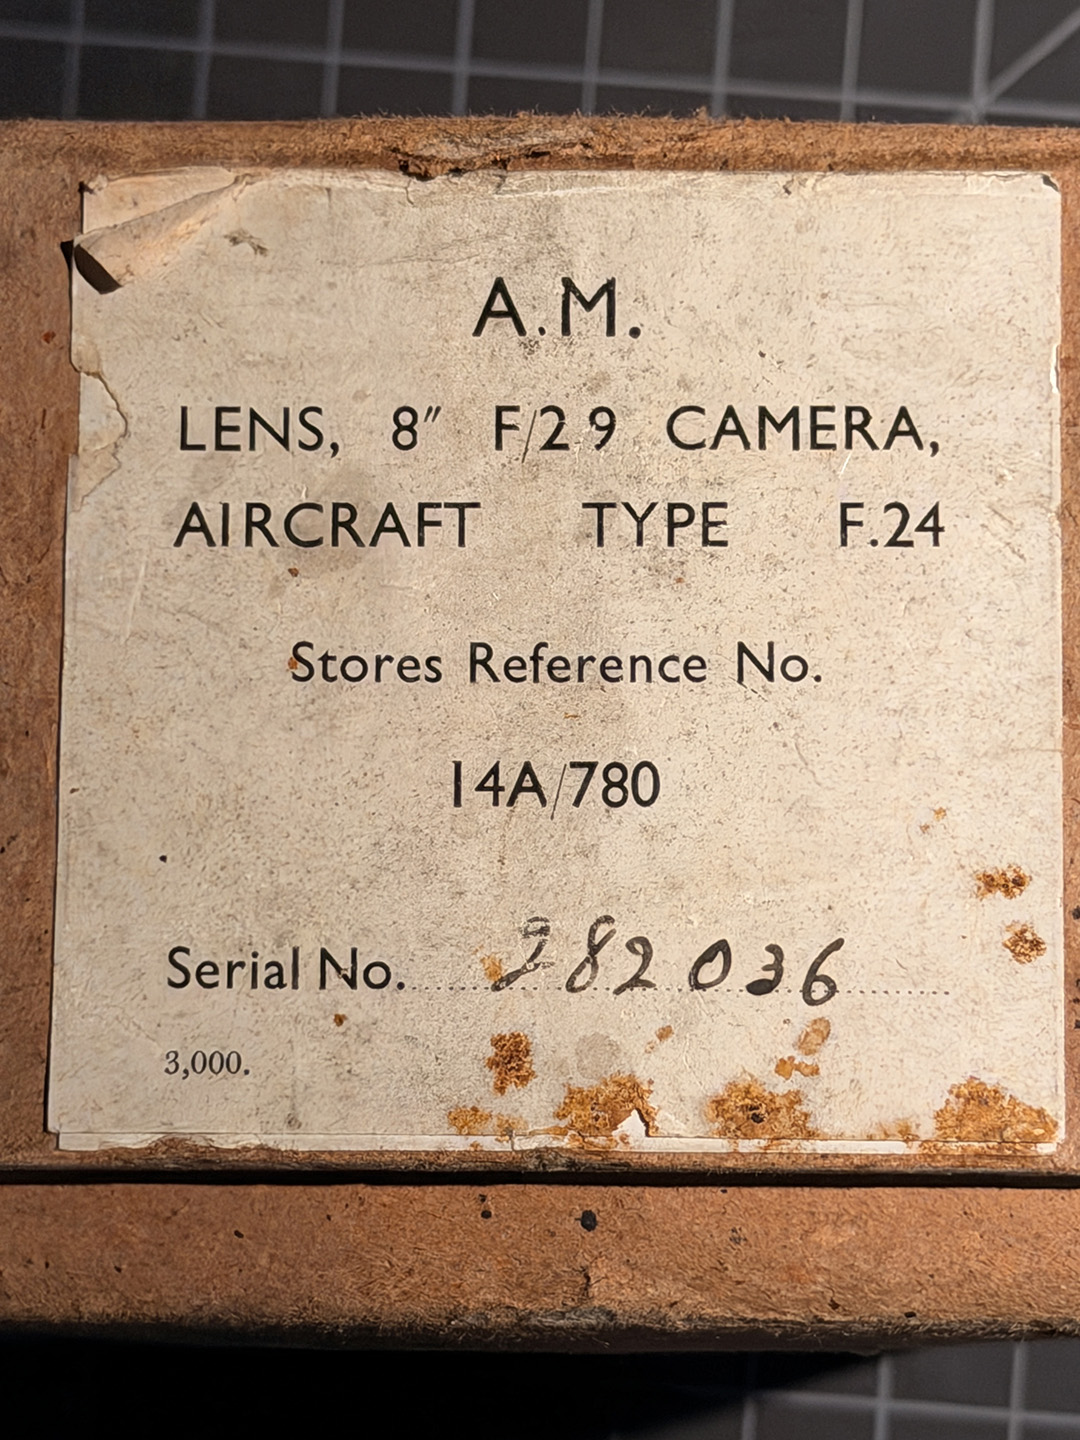 A.M.
LENS, 8″ F/2 9 CAMERA,
AIRCRAFT TYPE F.24
Stores Reference No.
14A/780
Serial No. 282036
3,000.